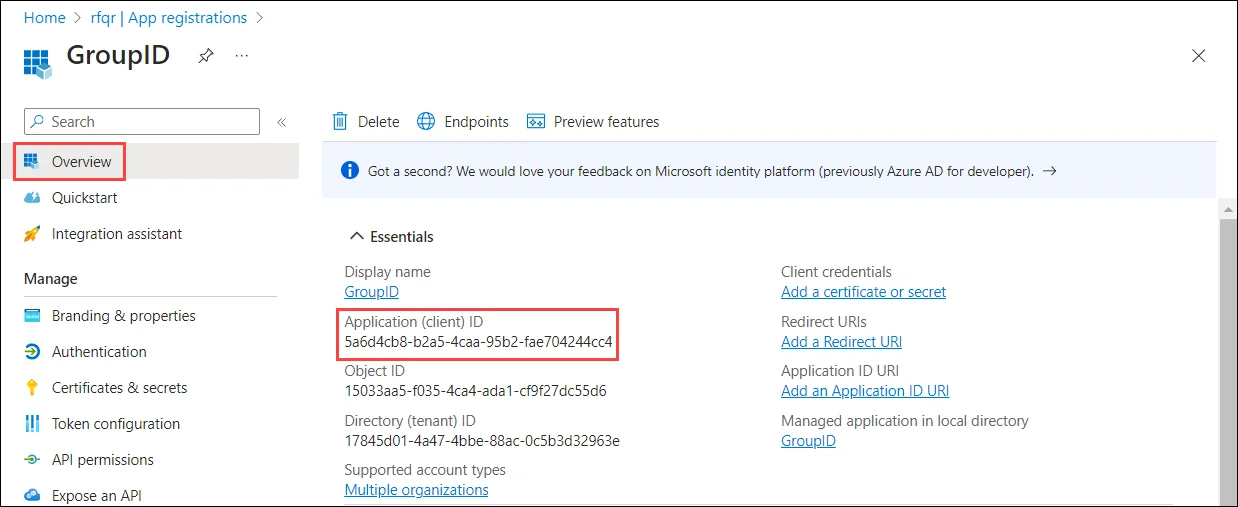 Home > rfqr | App registrations >
GroupID
...
Search
«
Overview
Quickstart
Integration assistant
Manage
Branding & properties
Authentication
Certificates & secrets
Token configuration
API permissions
Expose an API
Delete
Endpoints
Preview features
Got a second? We would love your feedback on Microsoft identity platform (previously Azure AD for developer). →
Essentials
Display name
GroupID
Application (client) ID
5a6d4cb8-b2a5-4caa-95b2-fae704244cc4
Object ID
15033aa5-f035-4ca4-ada1-cf9f27dc55d6
Directory (tenant) ID
17845d01-4a47-4bbe-88ac-0c5b3d32963e
Supported account types
Multiple organizations
Client credentials
Add a certificate or secret
Redirect URIs
Add a Redirect URI
Application ID URI
Add an Application ID URI
Managed application in local directory
GroupID